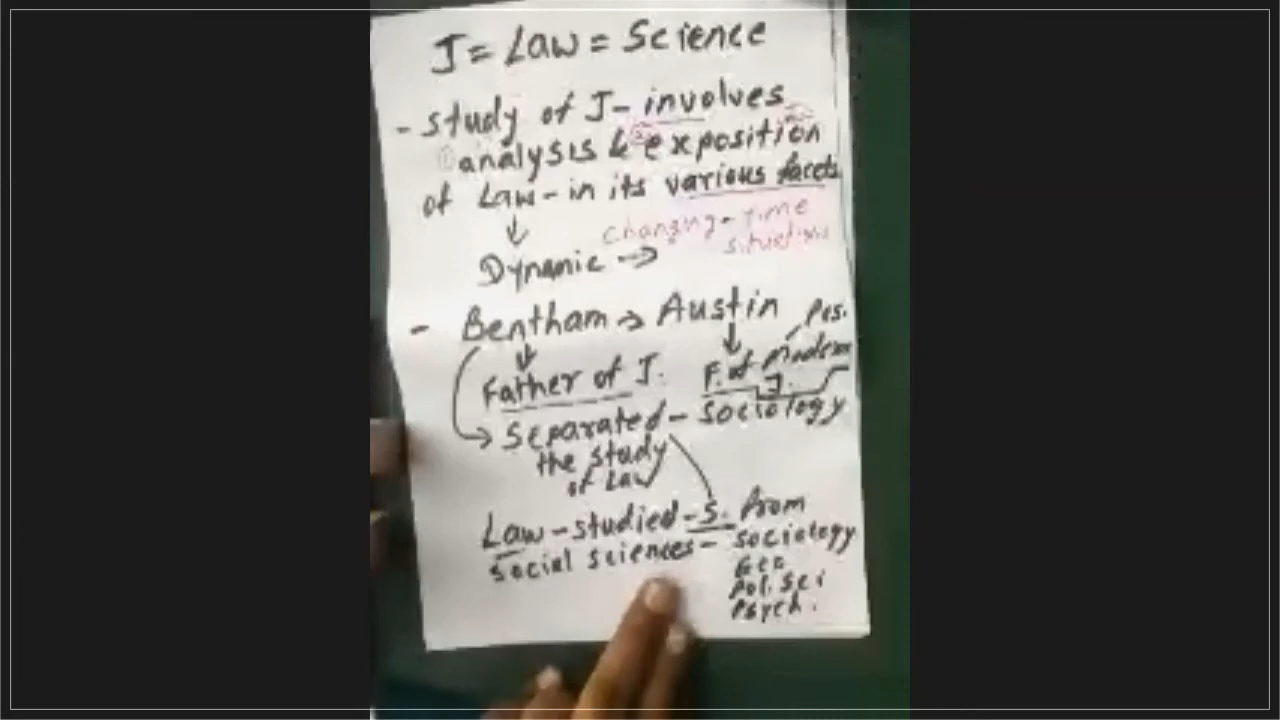 J = Law = Science
- study of J - involves
① analysis & ② exposition
of Law - in its various facets
↓ changing - time
situations
Dynamic →
- Bentham → Austin
Father of J. F. of Modern J.
→ Separated - Sociology
the study
of Law
Law - studied - S. from
social sciences - sociology
Pol. Sci
Psych.